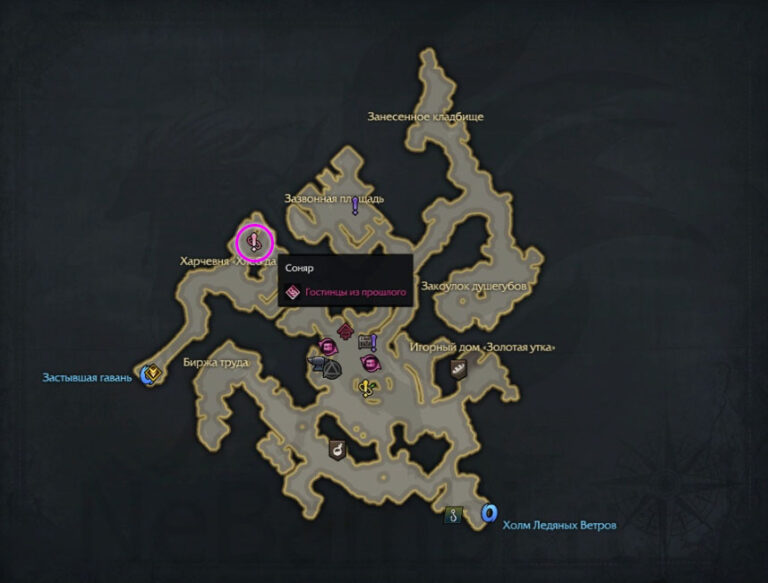 Занесенное кладбище
Зазвонная площадь
Харчевня
Соняр
Гостинцы из прошлого
Закоулок душегубов
Игорный дом «Золотая утка»
Биржа труда
Застывшая гавань
Холм Ледяных Ветров